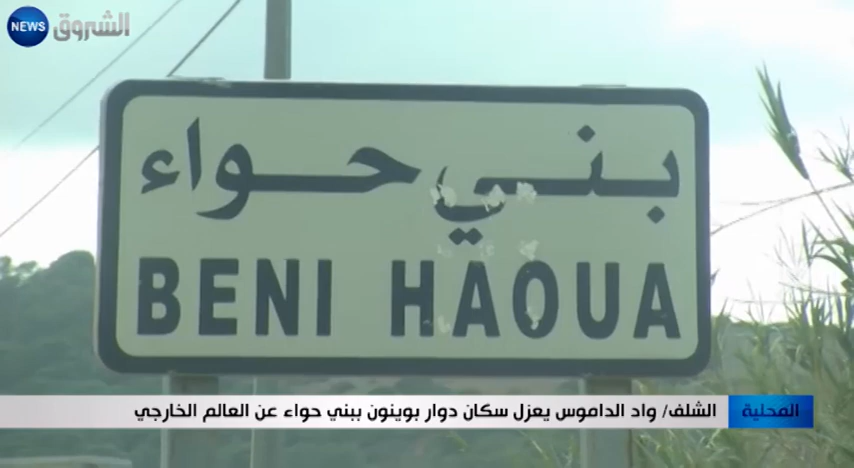 NEWS الشروق
بني حواء
BENI HAOUA
المحلية
الشلف/ واد الداموس يعزل سكان دوار بوينون ببني حواء عن العالم الخارجي